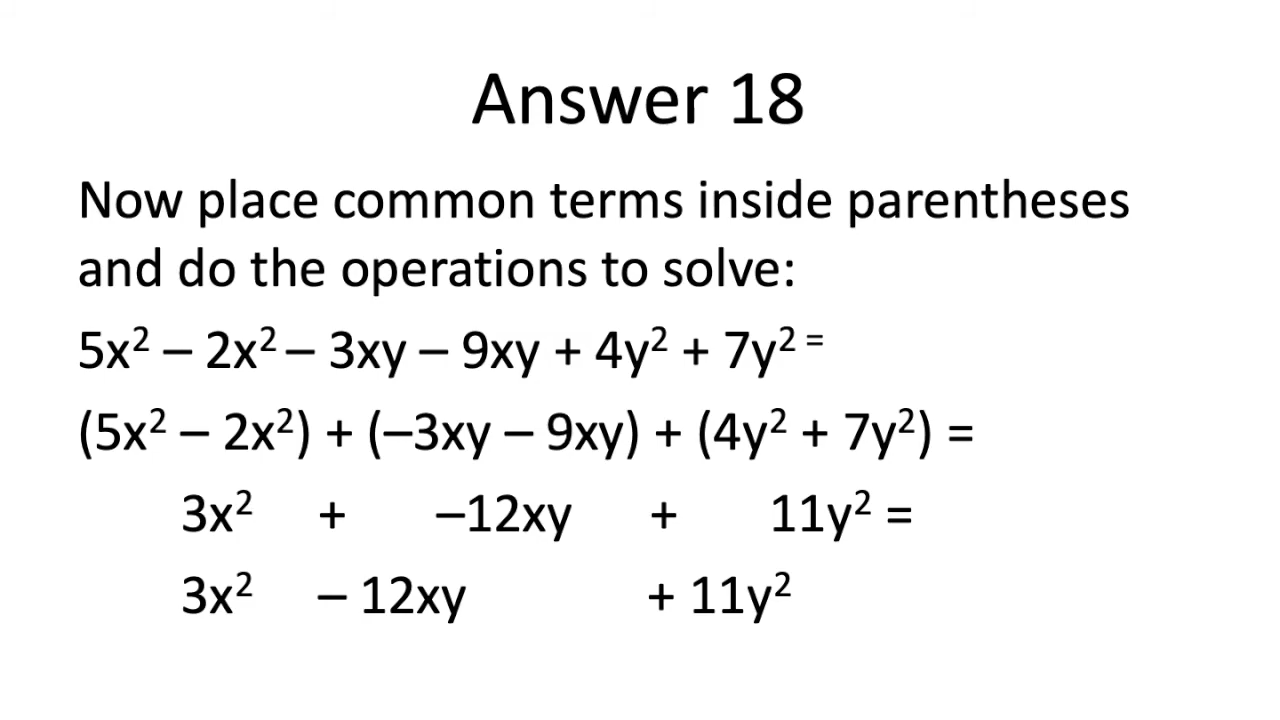 Answer 18
Now place common terms inside parentheses
and do the operations to solve:
5x² – 2x² – 3xy – 9xy + 4y² + 7y² ⁼
(5x² – 2x²) + (–3xy – 9xy) + (4y² + 7y²) =
3x² + –12xy + 11y² =
3x² – 12xy + 11y²